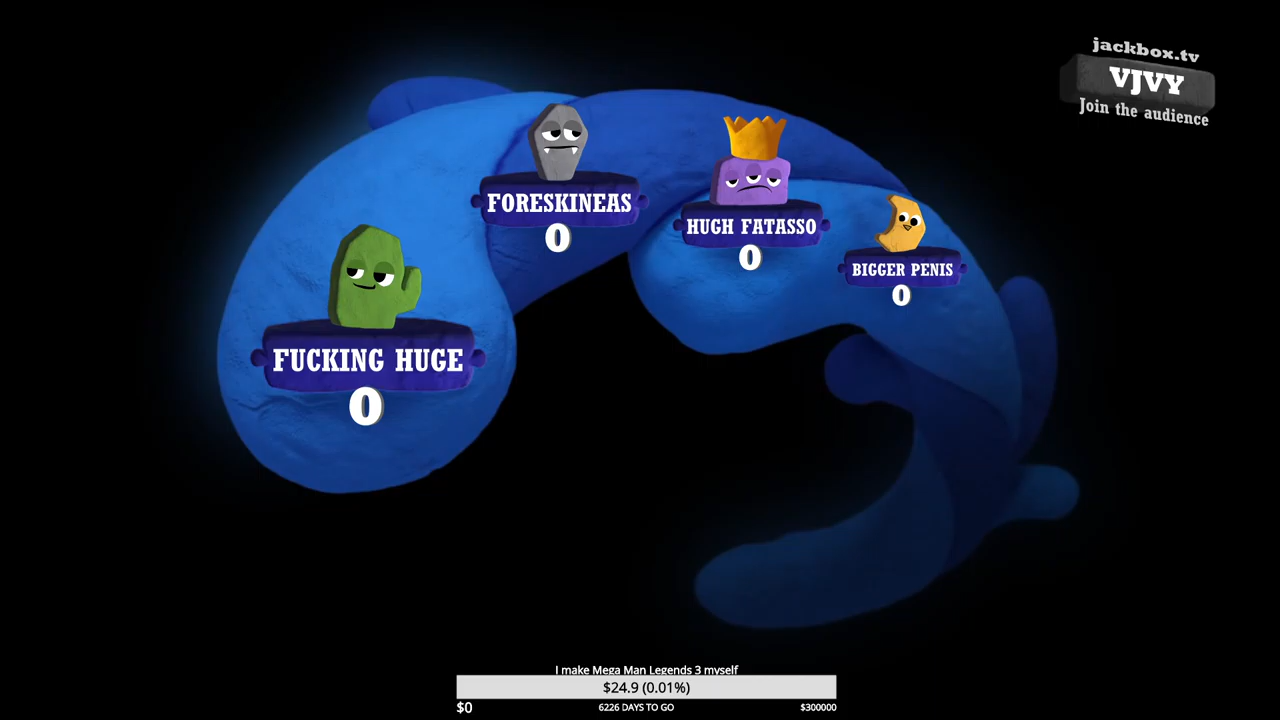 jackbox.tv
VJVY
Join the audience
FORESKINEAS
0
HUGH FATASSO
0
BIGGER PENIS
0
FUCKING HUGE
0
I make Mega Man Legends 3 myself
$24.9 (0.01%)
$0
6226 DAYS TO GO
$300000